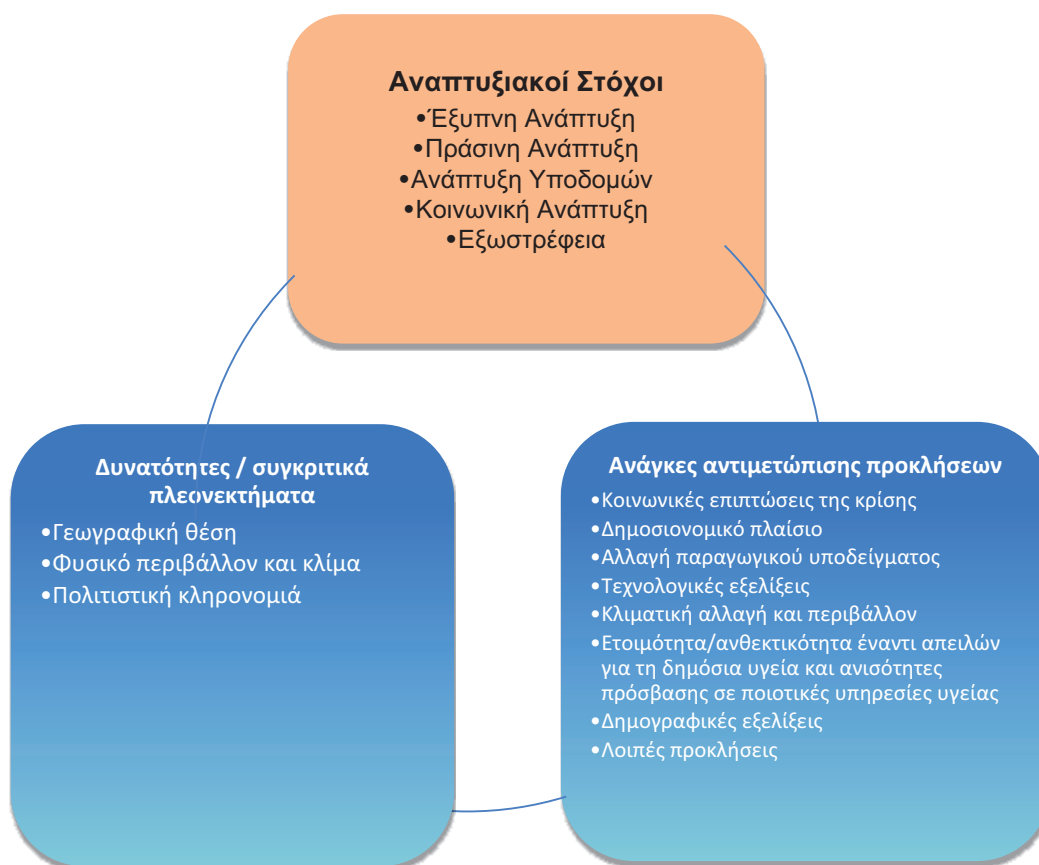 Αναπτυξιακοί Στόχοι
•Έξυπνη Ανάπτυξη
•Πράσινη Ανάπτυξη
•Ανάπτυξη Υποδομών
•Κοινωνική Ανάπτυξη
•Εξωστρέφεια
Δυνατότητες / συγκριτικά
πλεονεκτήματα
•Γεωγραφική θέση
•Φυσικό περιβάλλον και κλίμα
•Πολιτιστική κληρονομιά
Ανάγκες αντιμετώπισης προκλήσεων
•Κοινωνικές επιπτώσεις της κρίσης
•Δημοσιονομικό πλαίσιο
•Αλλαγή παραγωγικού υποδείγματος
•Τεχνολογικές εξελίξεις
•Κλιματική αλλαγή και περιβάλλον
•Ετοιμότητα/ανθεκτικότητα έναντι απειλών
για τη δημόσια υγεία και ανισότητες
πρόσβασης σε ποιοτικές υπηρεσίες υγείας
•Δημογραφικές εξελίξεις
•Λοιπές προκλήσεις